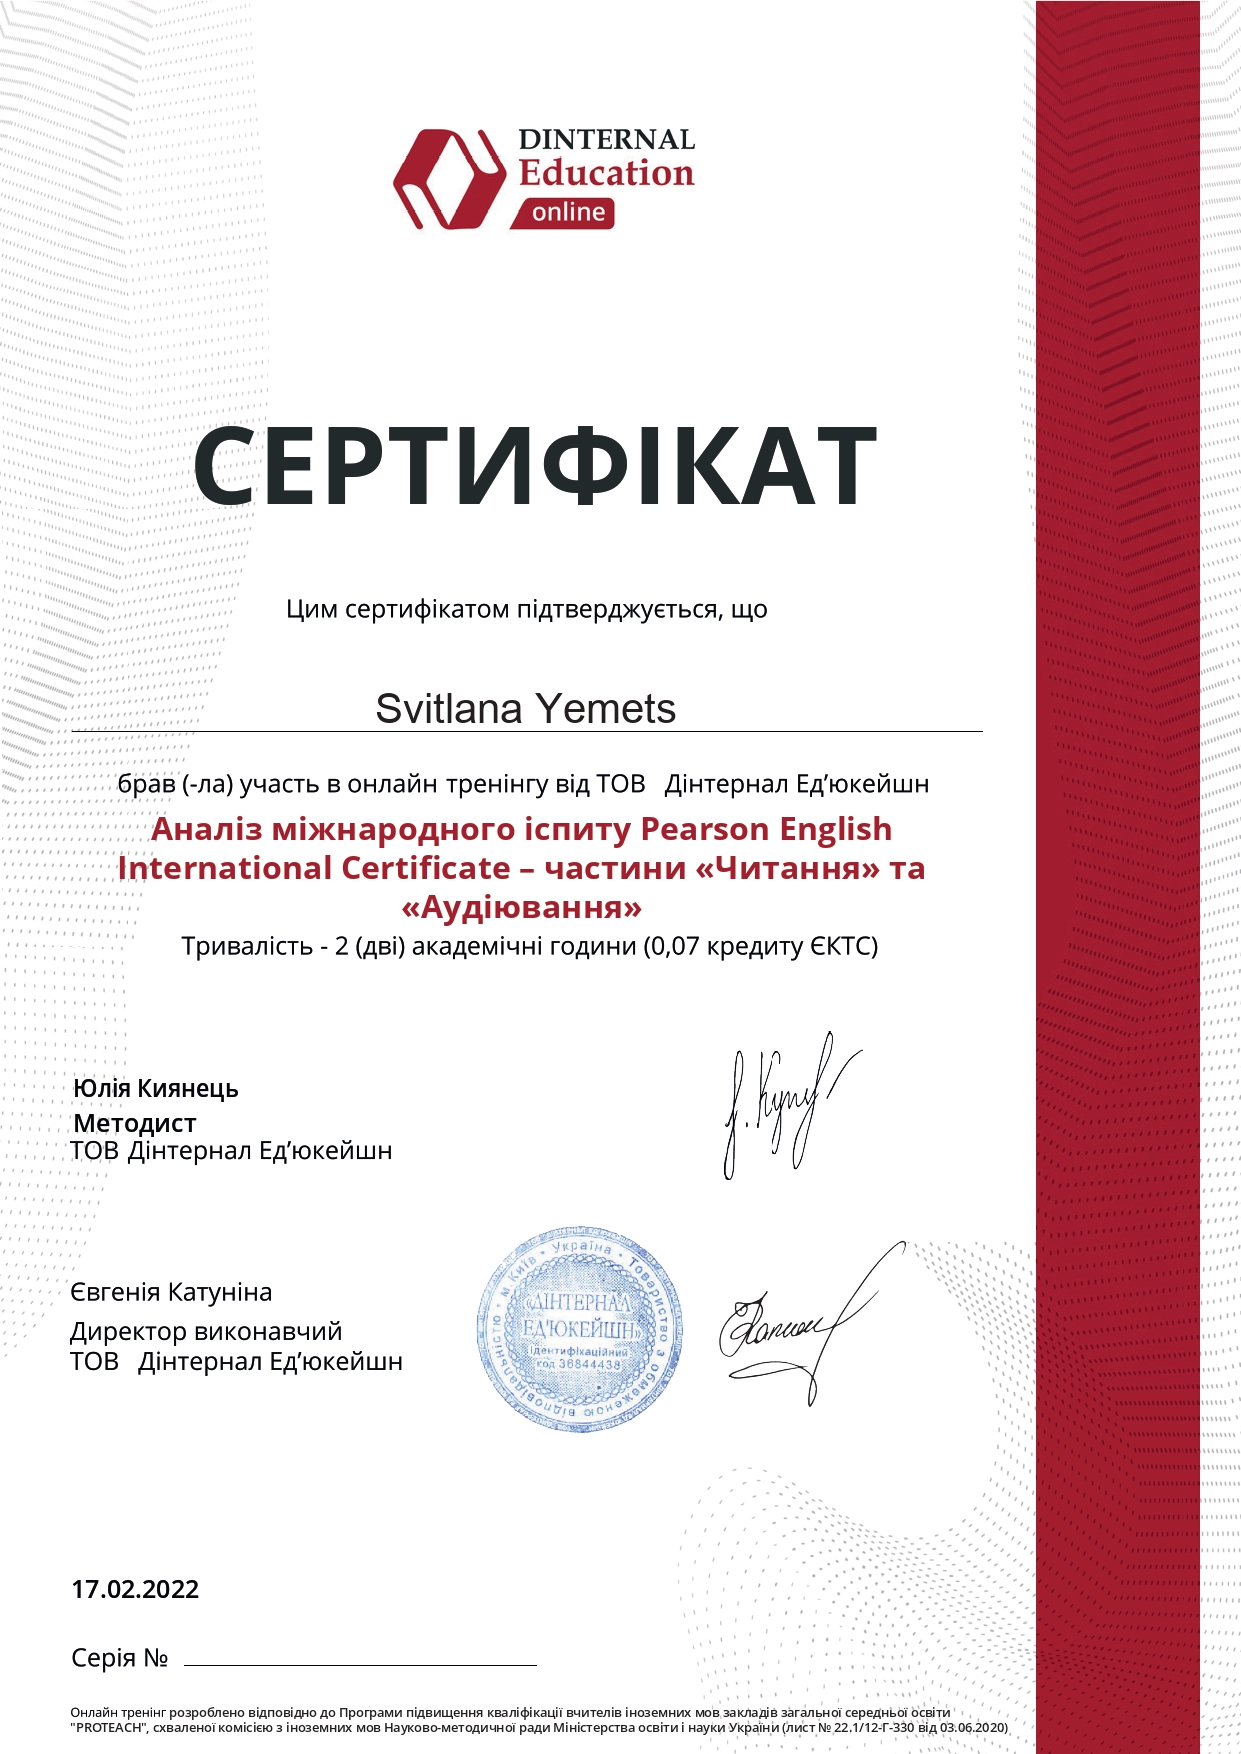 DINTERNAL
Education
online
СЕРТИФІКАТ
Цим сертифікатом підтверджується, що
Svitlana Yemets
брав (-ла) участь в онлайн тренінгу від ТОВ Дінтернал Ед’юкейшн
Аналіз міжнародного іспиту Pearson English
International Certificate – частини «Читання» та
«Аудіювання»
Тривалість - 2 (дві) академічні години (0,07 кредиту ЄКТС)
Юлія Киянець
Методист
ТОВ Дінтернал Ед’юкейшн
Євгенія Катуніна
Директор виконавчий
ТОВ Дінтернал Ед’юкейшн
м.Київ * Україна * Товариство з обмеженою відповідальністю *
«ДІНТЕРНАЛ
ЕД'ЮКЕЙШН»
Ідентифікаційний
код 36844438
17.02.2022
Серія №
Онлайн тренінг розроблено відповідно до Програми підвищення кваліфікації вчителів іноземних мов закладів загальної середньої освіти
"PROTEACH", схваленої комісією з іноземних мов Науково-методичної ради Міністерства освіти і науки України (лист № 22.1/12-Г-330 від 03.06.2020)